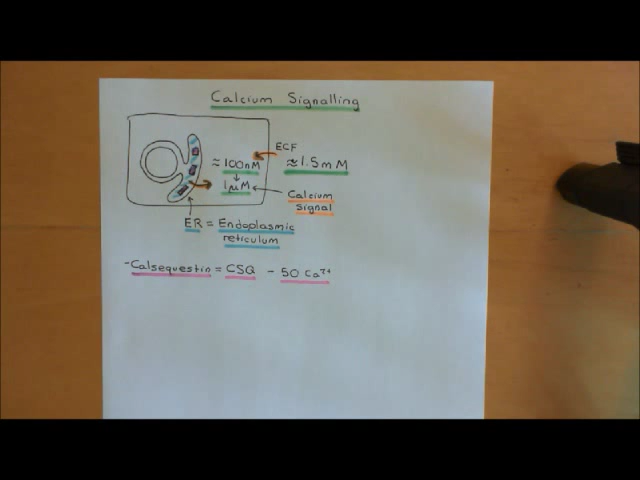 Calcium Signalling
ECF
≈100nM
≈1.5mM
↓
1μM
Calcium
Signal
ER = Endoplasmic
reticulum
-Calsequestrin = CSQ - 50 Ca²⁺